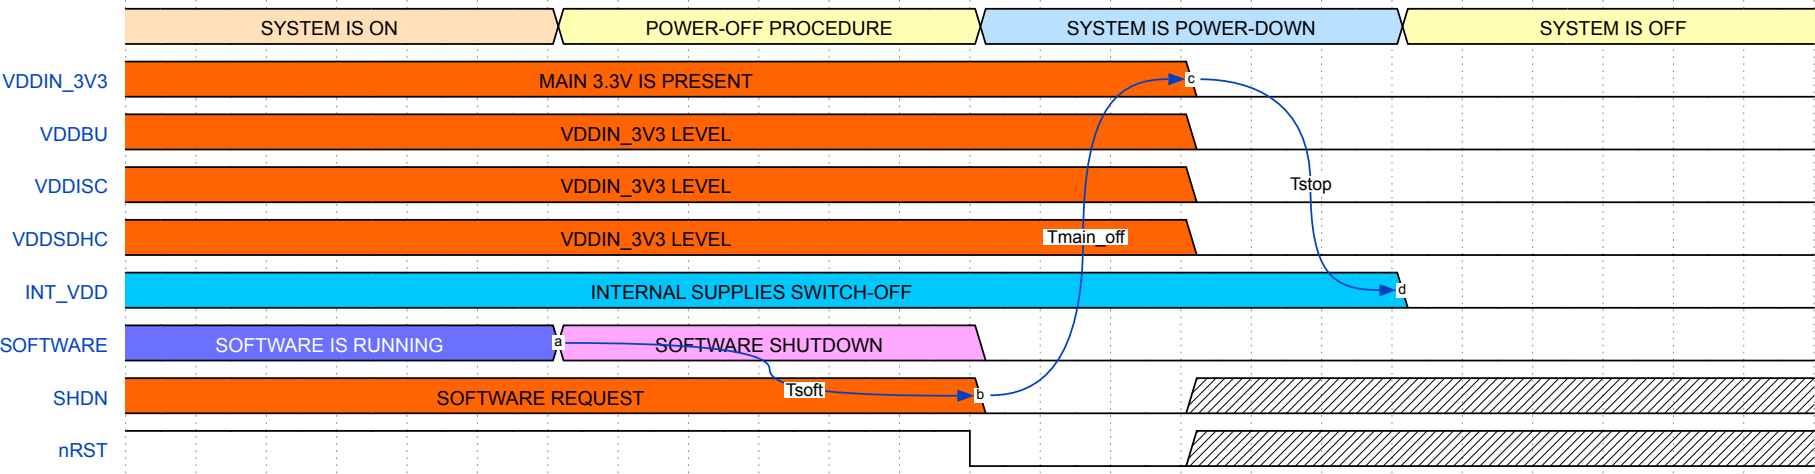 SYSTEM IS ON POWER-OFF PROCEDURE SYSTEM IS POWER-DOWN SYSTEM IS OFF
VDDIN_3V3 MAIN 3.3V IS PRESENT c
VDDBU VDDIN_3V3 LEVEL
VDDISC VDDIN_3V3 LEVEL Tstop
VDDSDHC VDDIN_3V3 LEVEL Tmain_off
INT_VDD INTERNAL SUPPLIES SWITCH-OFF d
SOFTWARE SOFTWARE IS RUNNING a SOFTWARE SHUTDOWN
SHDN SOFTWARE REQUEST Tsoft b
nRST